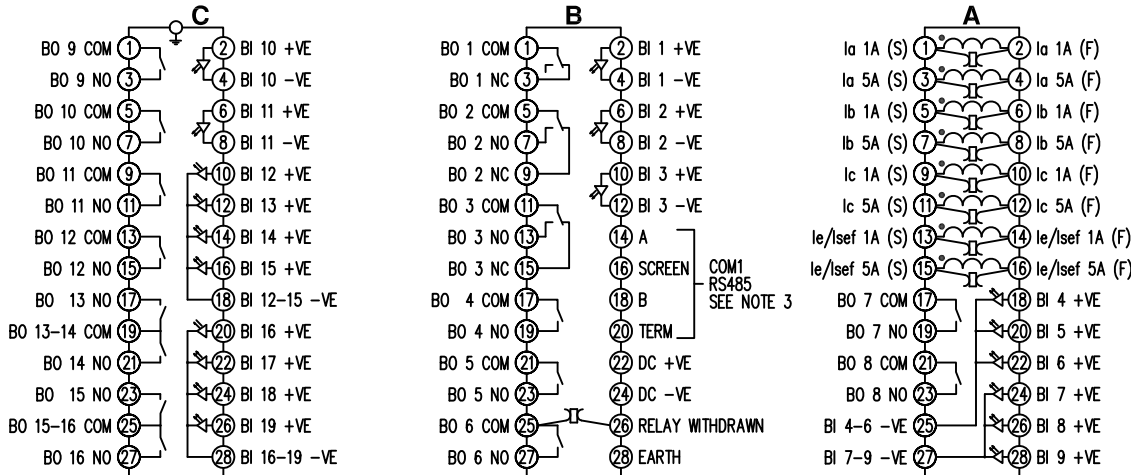 C
BO 9 COM 1 2 BI 10 +VE
BO 9 NO 3 4 BI 10 -VE
BO 10 COM 5 6 BI 11 +VE
BO 10 NO 7 8 BI 11 -VE
BO 11 COM 9 10 BI 12 +VE
BO 11 NO 11 12 BI 13 +VE
BO 12 COM 13 14 BI 14 +VE
BO 12 NO 15 16 BI 15 +VE
BO 13 NO 17 18 BI 12-15 -VE
BO 13-14 COM 19 20 BI 16 +VE
BO 14 NO 21 22 BI 17 +VE
BO 15 NO 23 24 BI 18 +VE
BO 15-16 COM 25 26 BI 19 +VE
BO 16 NO 27 28 BI 16-19 -VE
B
BO 1 COM 1 2 BI 1 +VE
BO 1 NC 3 4 BI 1 -VE
BO 2 COM 5 6 BI 2 +VE
BO 2 NO 7 8 BI 2 -VE
BO 2 NC 9 10 BI 3 +VE
BO 3 COM 11 12 BI 3 -VE
BO 3 NO 13 14 A
BO 3 NC 15 16 SCREEN
BO 4 COM 17 18 B
BO 4 NO 19 20 TERM
COM1
RS485
SEE NOTE 3
BO 5 COM 21 22 DC +VE
BO 5 NO 23 24 DC -VE
BO 6 COM 25 26 RELAY WITHDRAWN
BO 6 NO 27 28 EARTH
A
Ia 1A (S) 1 2 Ia 1A (F)
Ia 5A (S) 3 4 Ia 5A (F)
Ib 1A (S) 5 6 Ib 1A (F)
Ib 5A (S) 7 8 Ib 5A (F)
Ic 1A (S) 9 10 Ic 1A (F)
Ic 5A (S) 11 12 Ic 5A (F)
Ie/Isef 1A (S) 13 14 Ie/Isef 1A (F)
Ie/Isef 5A (S) 15 16 Ie/Isef 5A (F)
BO 7 COM 17 18 BI 4 +VE
BO 7 NO 19 20 BI 5 +VE
BO 8 COM 21 22 BI 6 +VE
BO 8 NO 23 24 BI 7 +VE
BI 4-6 -VE 25 26 BI 8 +VE
BI 7-9 -VE 27 28 BI 9 +VE